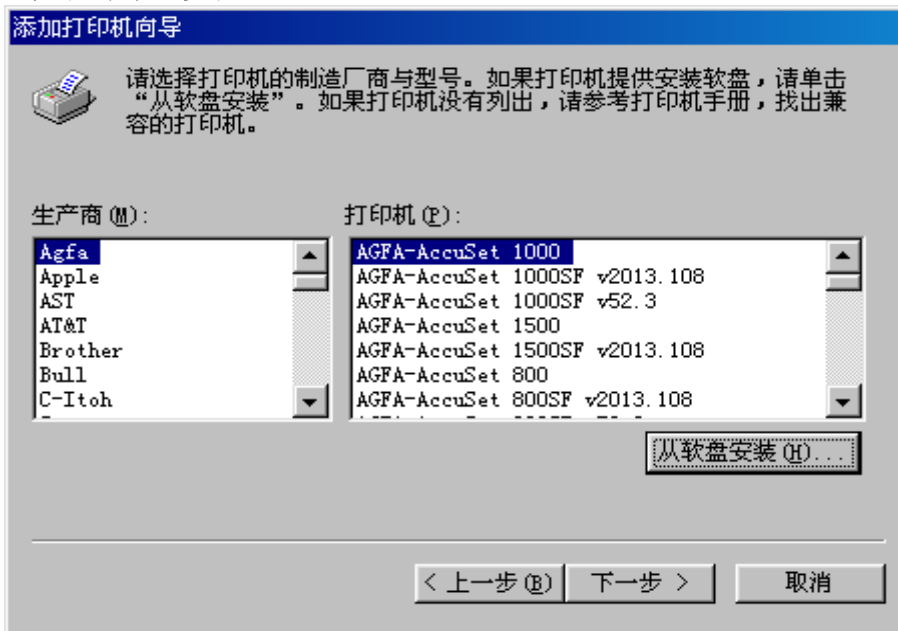 添加打印机向导
请选择打印机的制造厂商与型号。如果打印机提供安装软盘，请单击
“从软盘安装”。如果打印机没有列出，请参考打印机手册，找出兼
容的打印机。
生产商(M):
打印机(P):
Agfa
Apple
AST
AT&T
Brother
Bull
C-Itoh
AGFA-AccuSet 1000
AGFA-AccuSet 1000SF v2013.108
AGFA-AccuSet 1000SF v52.3
AGFA-AccuSet 1500
AGFA-AccuSet 1500SF v2013.108
AGFA-AccuSet 800
AGFA-AccuSet 800SF v2013.108
从软盘安装(H)...
< 上一步(B)
下一步 >
取消